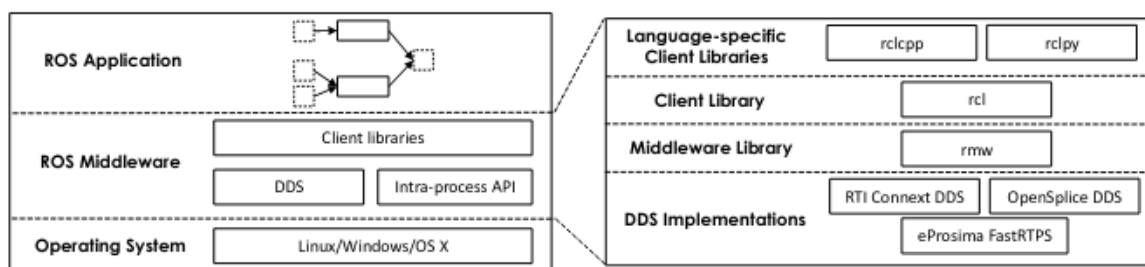 ROS Application
ROS Middleware
Client libraries
DDS
Intra-process API
Operating System
Linux/Windows/OS X
Language-specific
Client Libraries
rclcpp
rclpy
Client Library
rcl
Middleware Library
rmw
DDS Implementations
RTI Connext DDS
OpenSplice DDS
eProsima FastRTPS